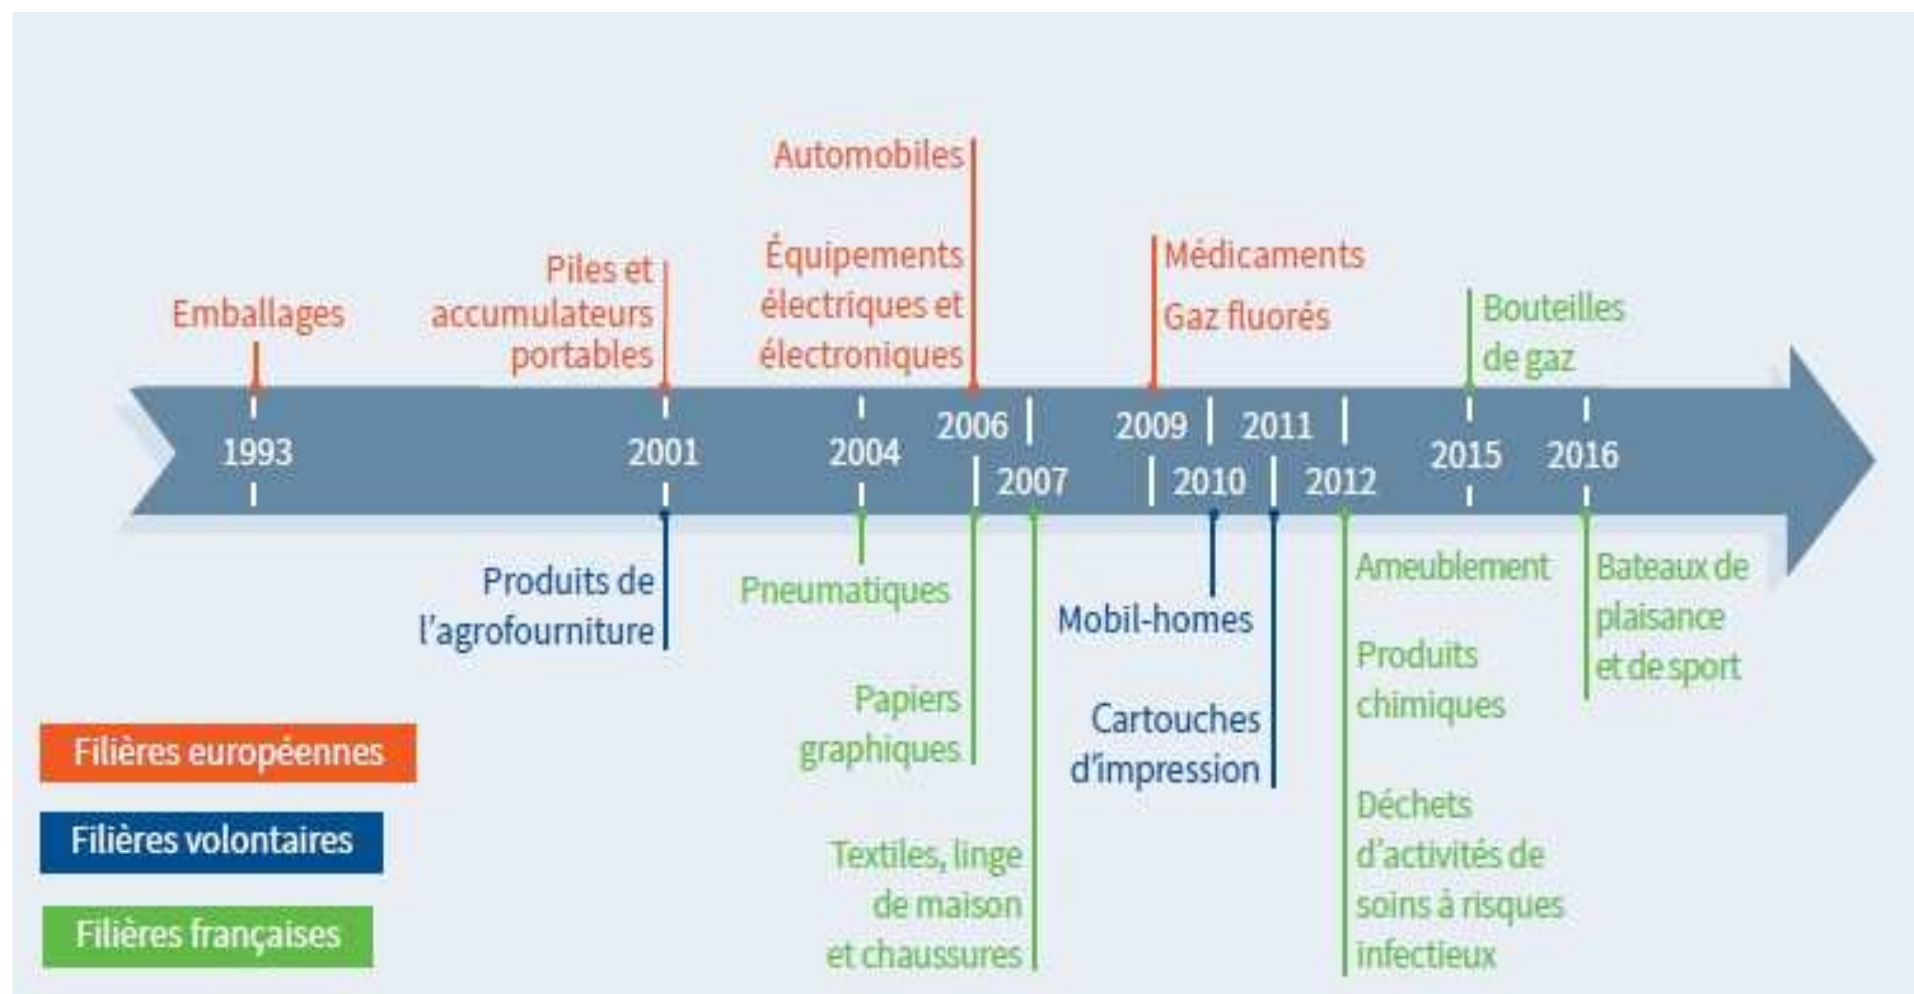 Automobiles
Équipements
électriques et
électroniques
Piles et
accumulateurs
portables
Emballages
Médicaments
Gaz fluorés
Bouteilles
de gaz
1993
2001
2004
2006
2007
2009
2010
2011
2012
2015
2016
Produits de
l'agrofourniture
Pneumatiques
Papiers
graphiques
Textiles, linge
de maison
et chaussures
Mobil-homes
Cartouches
d'impression
Ameublement
Produits
chimiques
Déchets
d'activités de
soins à risques
infectieux
Bateaux de
plaisance
et de sport
Filières européennes
Filières volontaires
Filières françaises